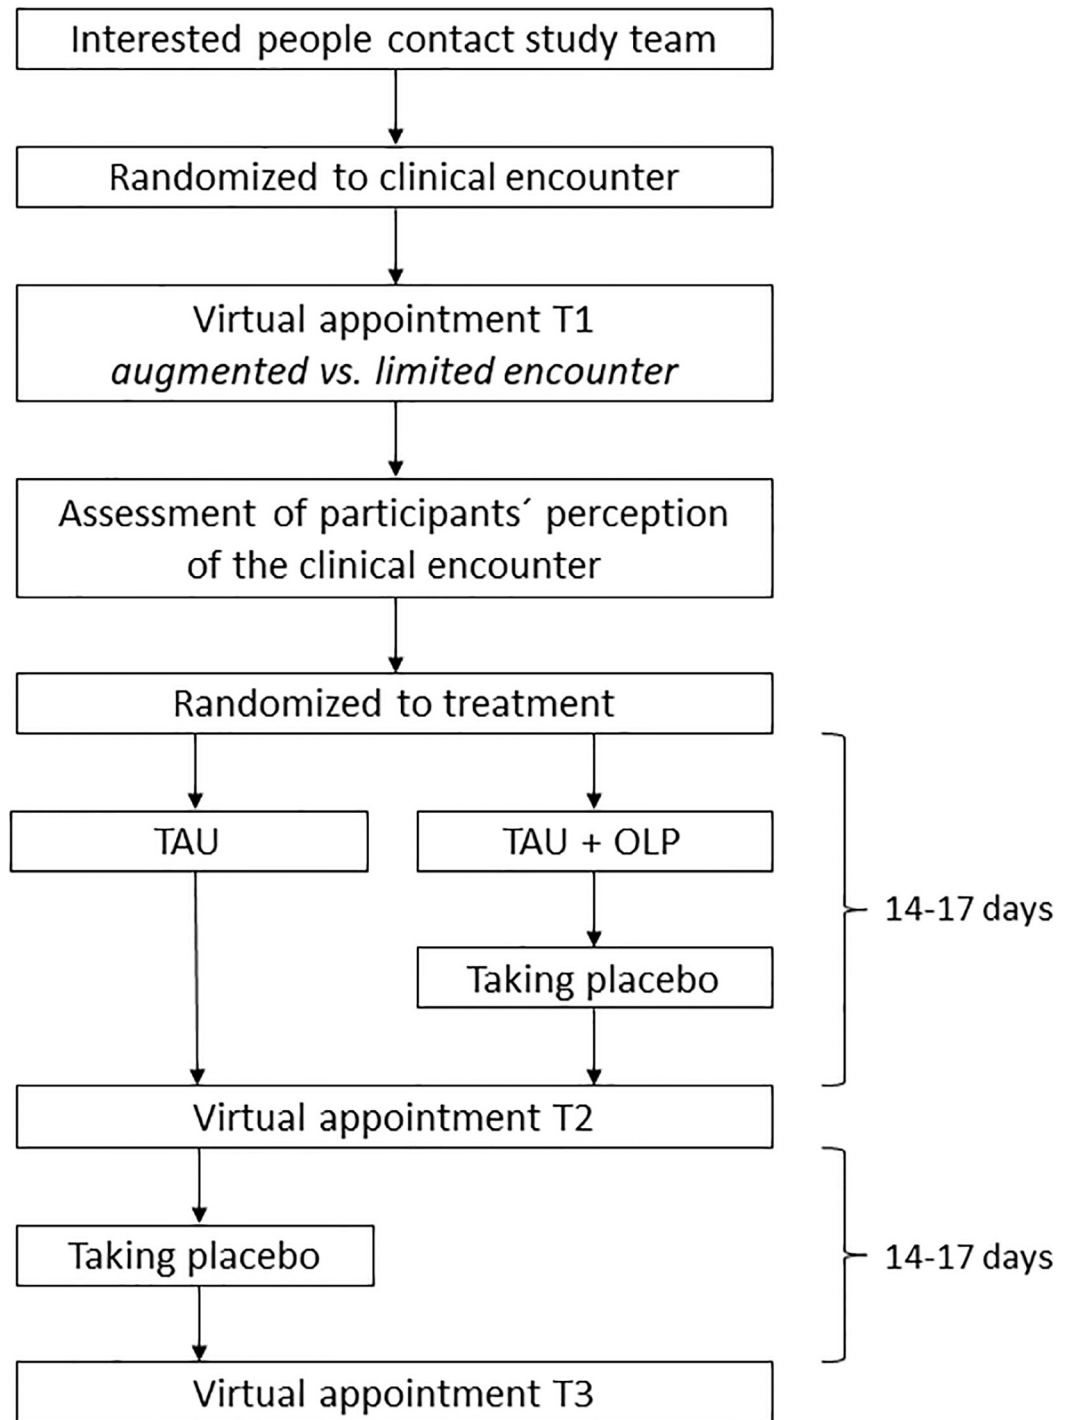 Interested people contact study team
Randomized to clinical encounter
Virtual appointment T1
augmented vs. limited encounter
Assessment of participants´ perception
of the clinical encounter
Randomized to treatment
TAU
TAU + OLP
14-17 days
Taking placebo
Virtual appointment T2
Taking placebo
14-17 days
Virtual appointment T3